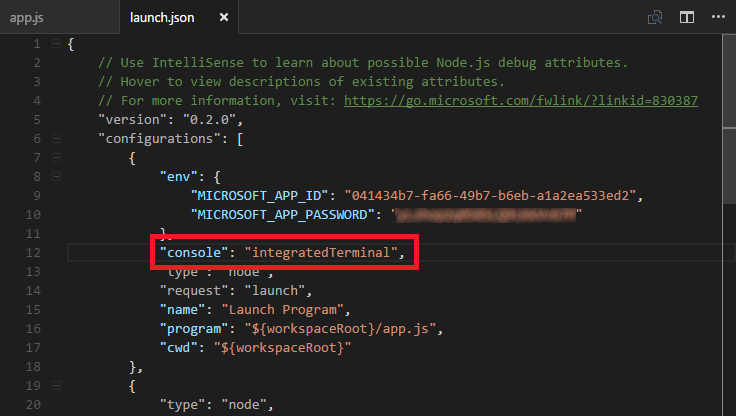 app.js
launch.json
1 {
2 // Use IntelliSense to learn about possible Node.js debug attributes.
3 // Hover to view descriptions of existing attributes.
4 // For more information, visit: https://go.microsoft.com/fwlink/?linkid=830387
5 "version": "0.2.0",
6 "configurations": [
7 {
8 "env": {
9 "MICROSOFT_APP_ID": "041434b7-fa66-49b7-b6eb-a1a2ea533ed2",
10 "MICROSOFT_APP_PASSWORD": " "
11 },
12 "console": "integratedTerminal",
13 "type": "node",
14 "request": "launch",
15 "name": "Launch Program",
16 "program": "${workspaceRoot}/app.js",
17 "cwd": "${workspaceRoot}"
18 },
19 {
20 "type": "node",